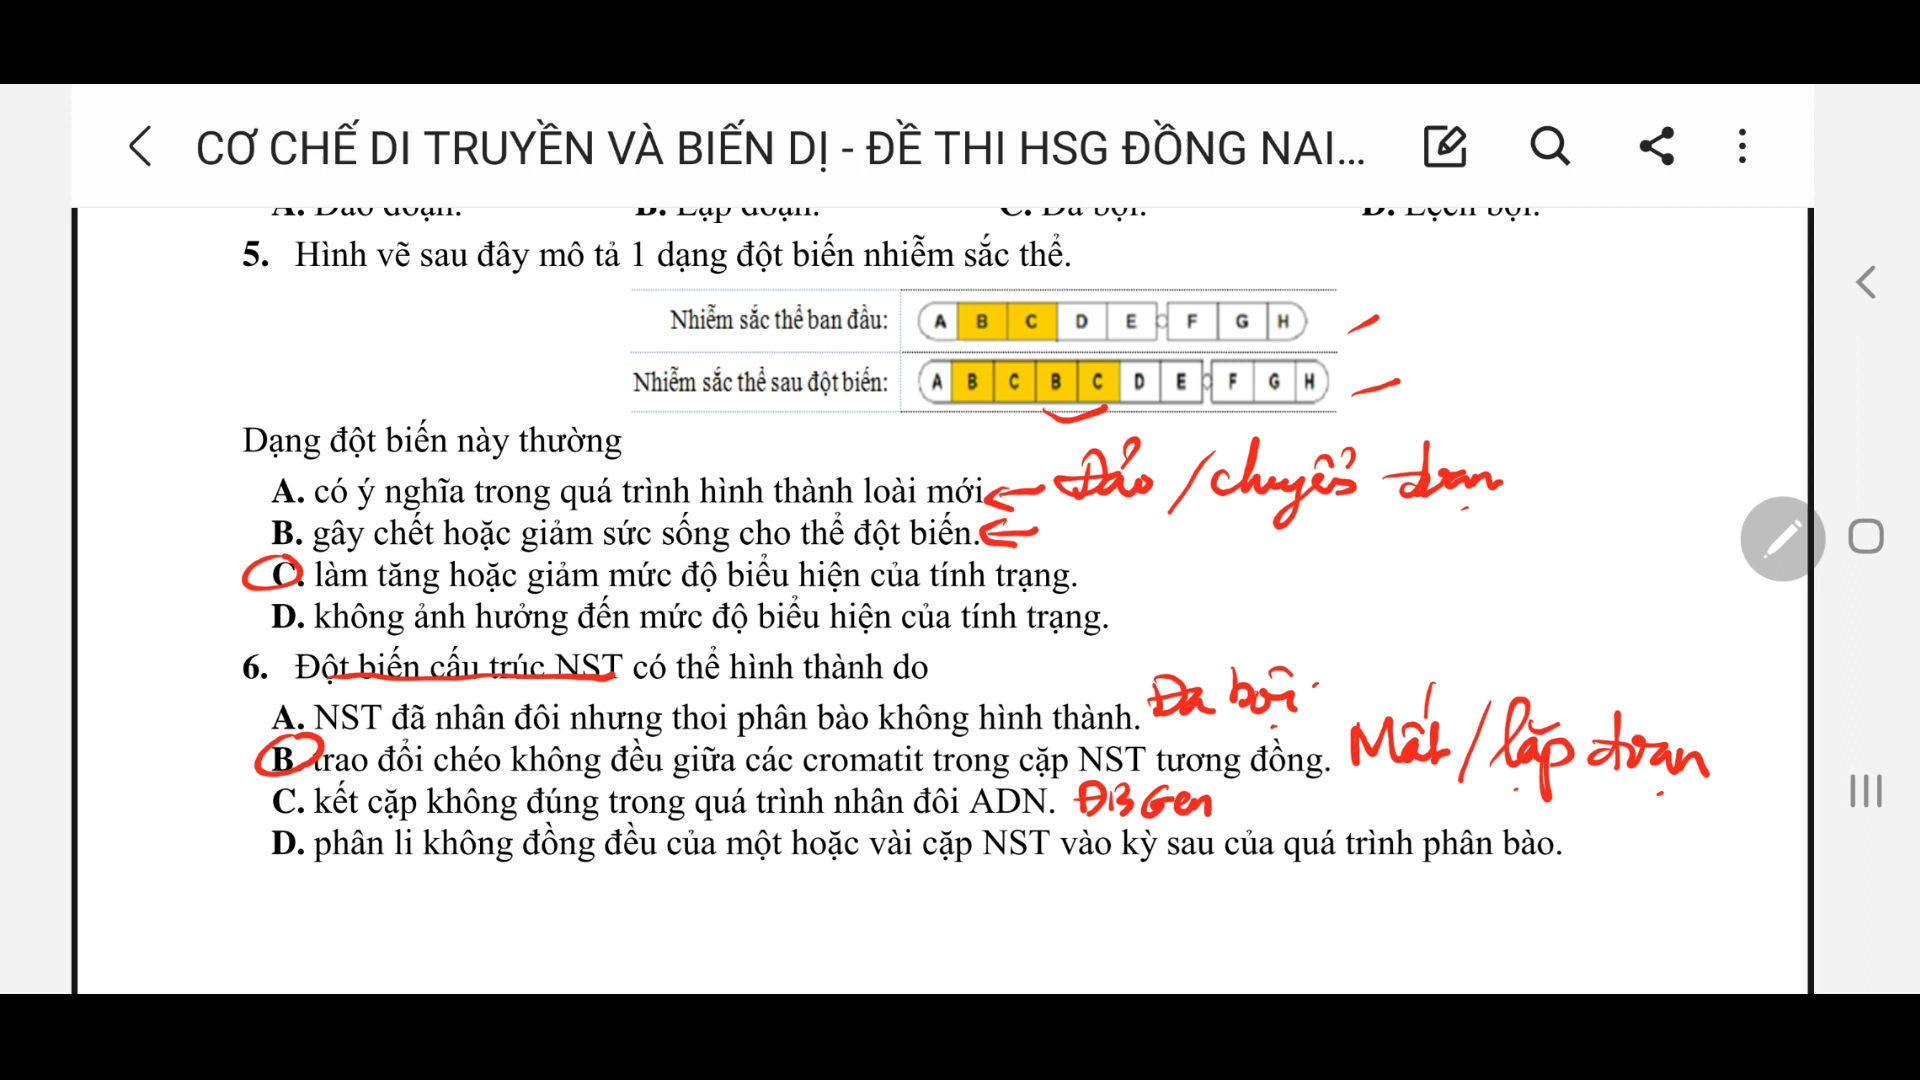 CƠ CHẾ DI TRUYỀN VÀ BIẾN DỊ - ĐỀ THI HSG ĐỒNG NAI...
A. Đảo đoạn. B. Lặp đoạn. C. Đa bội. D. Lệch bội.
5. Hình vẽ sau đây mô tả 1 dạng đột biến nhiễm sắc thể.
Nhiễm sắc thể ban đầu: A B C D E F G H
Nhiễm sắc thể sau đột biến: A B C B C D E F G H
Dạng đột biến này thường
A. có ý nghĩa trong quá trình hình thành loài mới Đảo / chuyển đoạn
B. gây chết hoặc giảm sức sống cho thể đột biến.
C. làm tăng hoặc giảm mức độ biểu hiện của tính trạng.
D. không ảnh hưởng đến mức độ biểu hiện của tính trạng.
6. Đột biến cấu trúc NST có thể hình thành do
A. NST đã nhân đôi nhưng thoi phân bào không hình thành. Đa bội
B. trao đổi chéo không đều giữa các cromatit trong cặp NST tương đồng. Mất / lặp đoạn
C. kết cặp không đúng trong quá trình nhân đôi ADN. ĐB Gen
D. phân li không đồng đều của một hoặc vài cặp NST vào kỳ sau của quá trình phân bào.